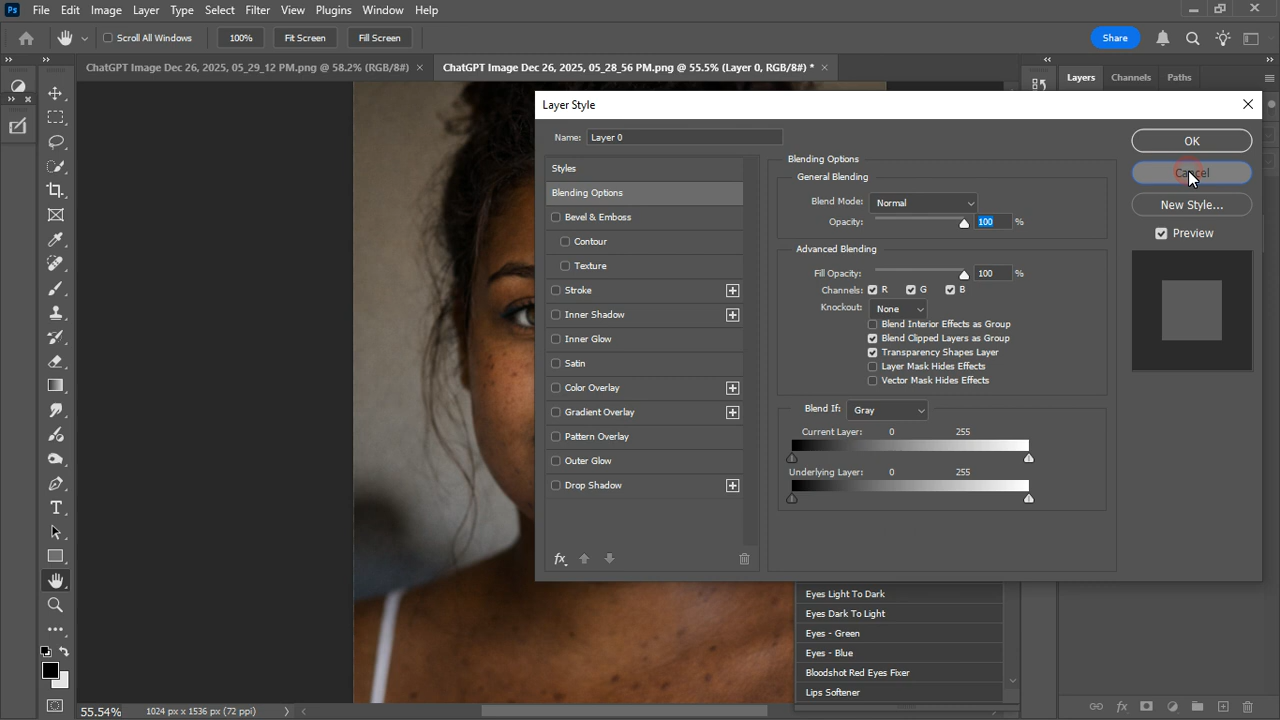 Ps File Edit Image Layer Type Select Filter View Plugins Window Help
Scroll All Windows 100% Fit Screen Fill Screen Share
ChatGPT Image Dec 26, 2025, 05_29_12 PM.png @ 58.2% (RGB/8#) × ChatGPT Image Dec 26, 2025, 05_28_56 PM.png @ 55.5% (Layer 0, RGB/8#) * ×
Layers Channels Paths
Layer Style
Name: Layer 0
Styles
Blending Options
Bevel & Emboss
Contour
Texture
Stroke
Inner Shadow
Inner Glow
Satin
Color Overlay
Gradient Overlay
Pattern Overlay
Outer Glow
Drop Shadow
fx
Blending Options
General Blending
Blend Mode: Normal
Opacity: 100 %
Advanced Blending
Fill Opacity: 100 %
Channels: R G B
Knockout: None
Blend Interior Effects as Group
Blend Clipped Layers as Group
Transparency Shapes Layer
Layer Mask Hides Effects
Vector Mask Hides Effects
Blend If: Gray
Current Layer: 0 255
Underlying Layer: 0 255
OK
Cancel
New Style...
Preview
Eyes Light To Dark
Eyes Dark To Light
Eyes - Green
Eyes - Blue
Bloodshot Red Eyes Fixer
Lips Softener
55.54% 1024 px x 1536 px (72 ppi)
fx